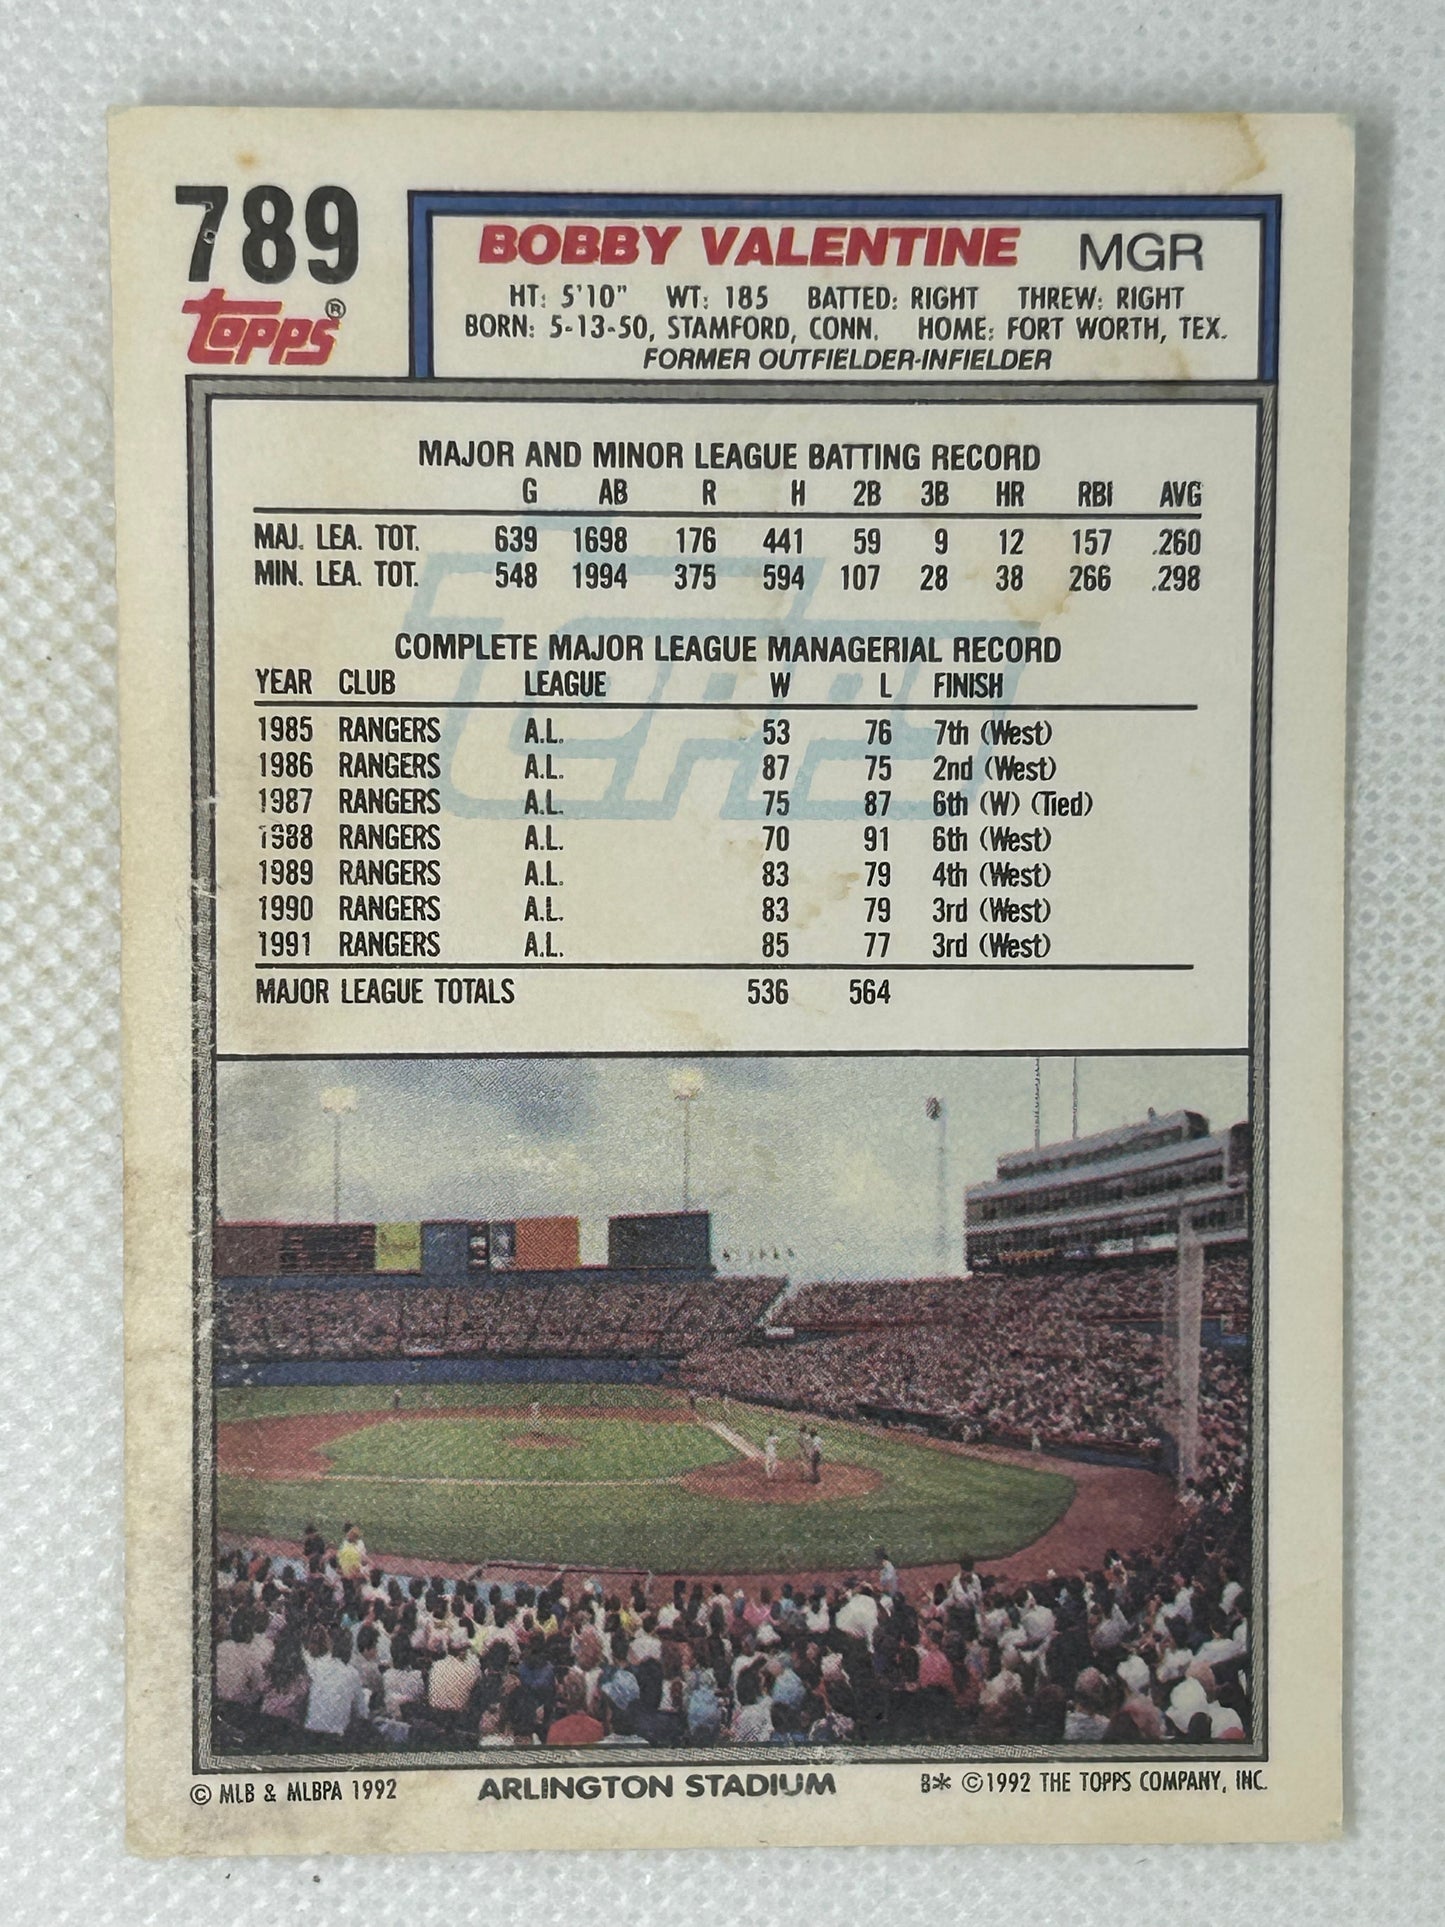 789
Topps®
BOBBY VALENTINE MGR
HT: 5'10" WT: 185 BATTED: RIGHT THREW: RIGHT
BORN: 5-13-50, STAMFORD, CONN. HOME: FORT WORTH, TEX.
FORMER OUTFIELDER-INFIELDER
MAJOR AND MINOR LEAGUE BATTING RECORD
G AB R H 2B 3B HR RBI AVG
MAJ. LEA. TOT. 639 1698 176 441 59 9 12 157 .260
MIN. LEA. TOT. 548 1994 375 594 107 28 38 266 .298
COMPLETE MAJOR LEAGUE MANAGERIAL RECORD
YEAR CLUB LEAGUE W L FINISH
1985 RANGERS A.L. 53 76 7th (West)
1986 RANGERS A.L. 87 75 2nd (West)
1987 RANGERS A.L. 75 87 6th (W) (Tied)
1988 RANGERS A.L. 70 91 6th (West)
1989 RANGERS A.L. 83 79 4th (West)
1990 RANGERS A.L. 83 79 3rd (West)
1991 RANGERS A.L. 85 77 3rd (West)
MAJOR LEAGUE TOTALS 536 564
© MLB & MLBPA 1992 ARLINGTON STADIUM B* ©1992 THE TOPPS COMPANY, INC.